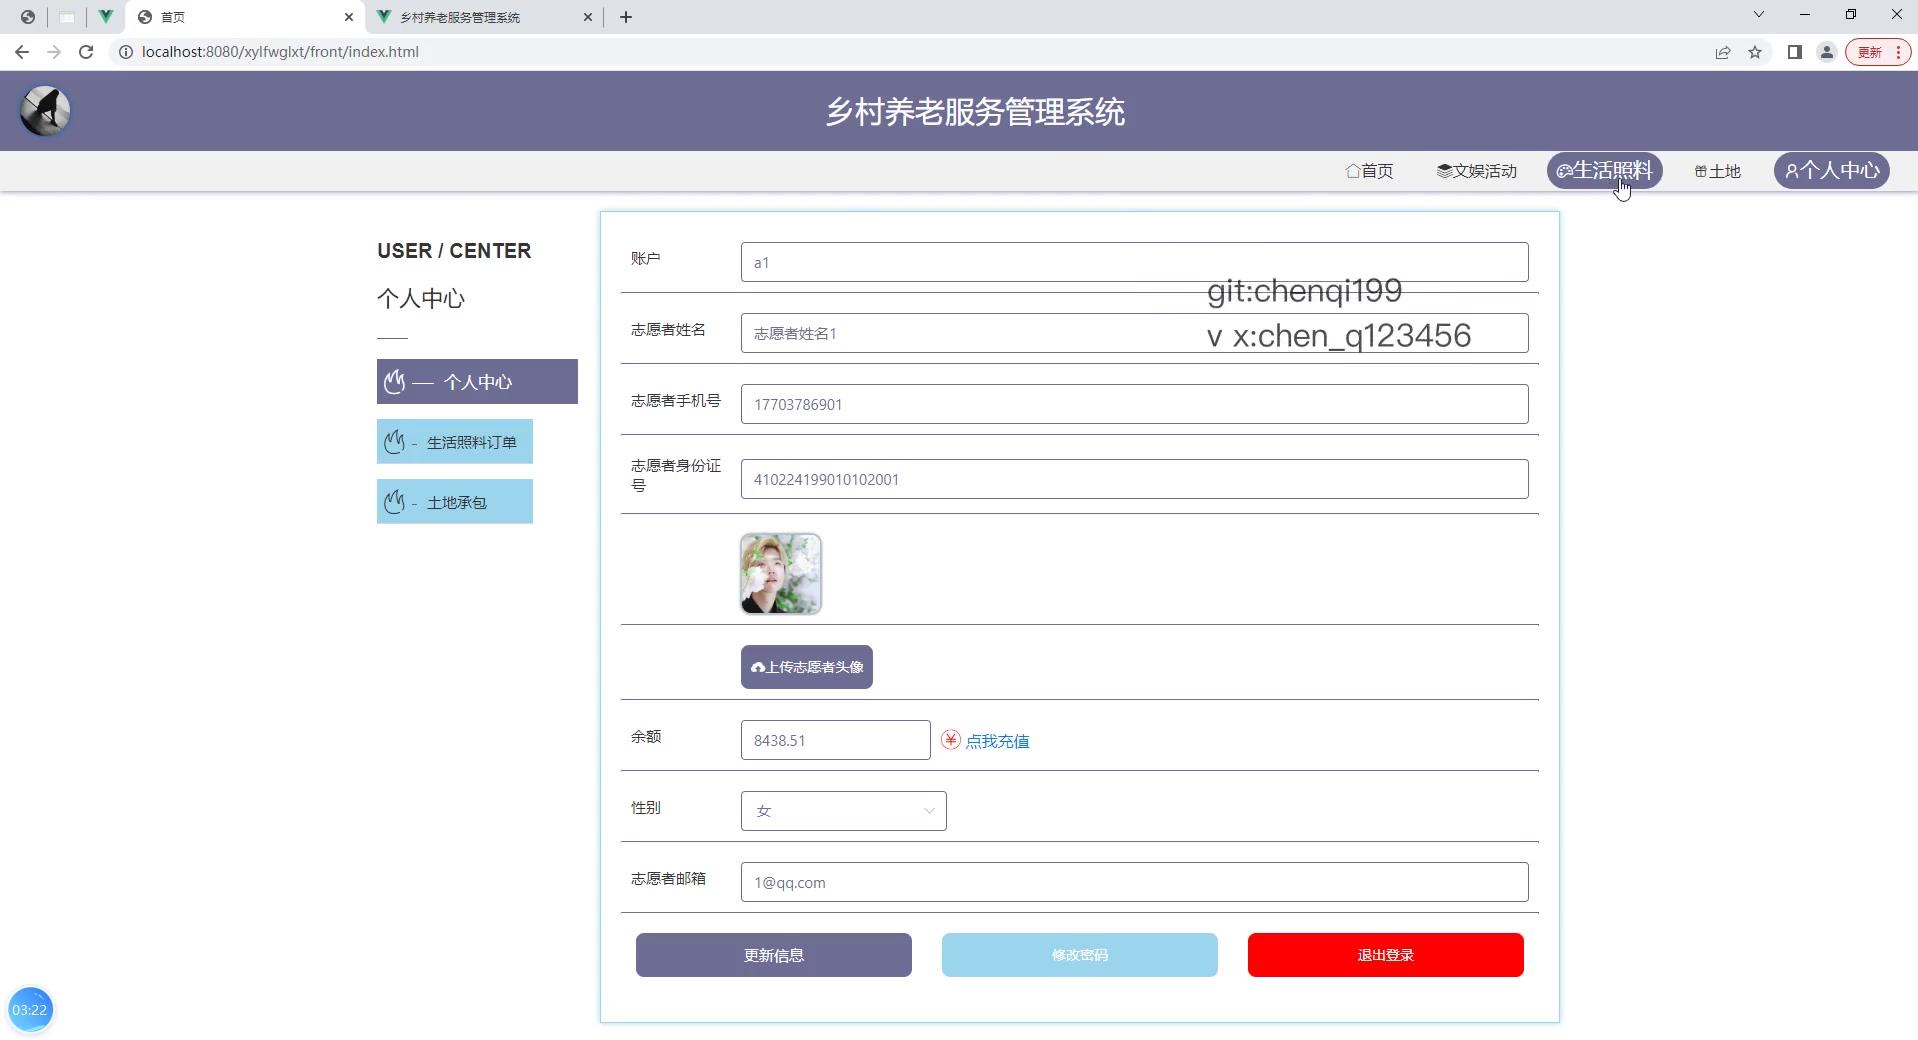 首页
乡村养老服务管理系统
localhost:8080/xylfwglxt/front/index.html
更新
乡村养老服务管理系统
首页
文娱活动
生活照料
土地
个人中心
USER / CENTER
个人中心
个人中心
- 生活照料订单
- 土地承包
账户
a1
git:chenqi199
志愿者姓名
志愿者姓名1
v x:chen_q123456
志愿者手机号
17703786901
志愿者身份证
号
410224199010102001
上传志愿者头像
余额
8438.51
点我充值
性别
女
志愿者邮箱
1@qq.com
更新信息
修改密码
退出登录
03:22